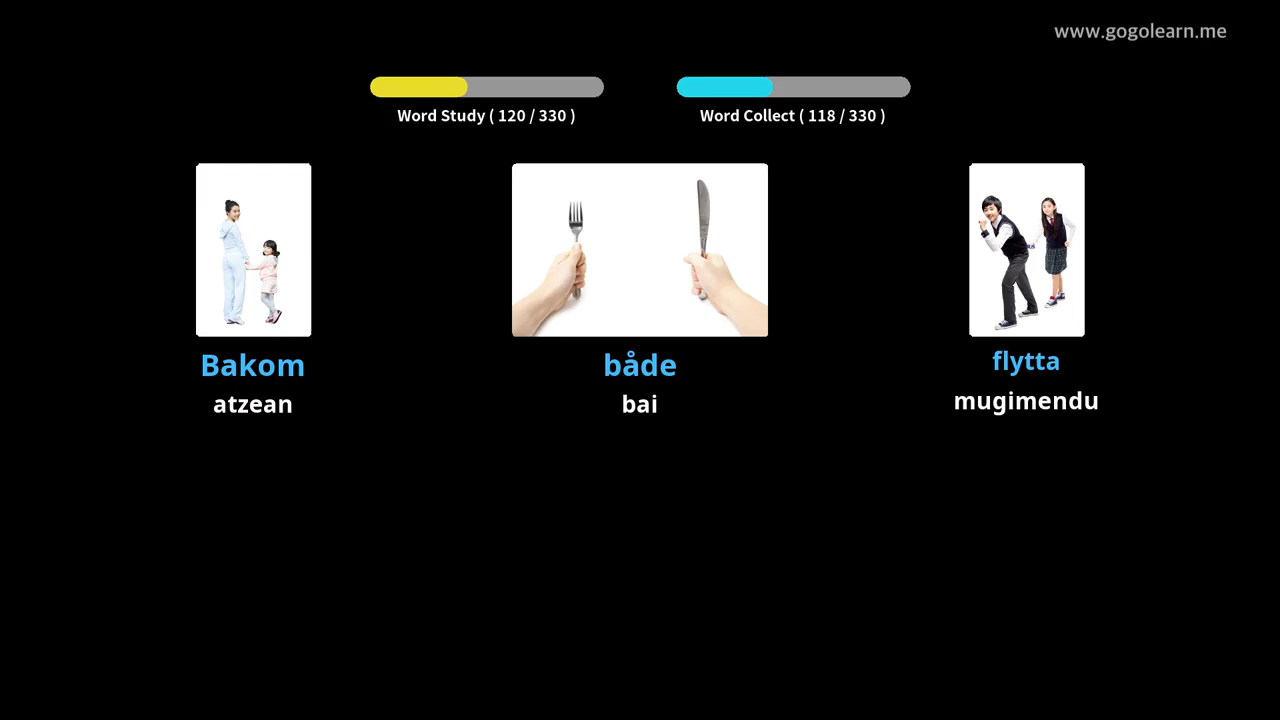 www.gogolearn.me
Word Study ( 120 / 330 )
Word Collect ( 118 / 330 )
Bakom
atzean
både
bai
flytta
mugimendu